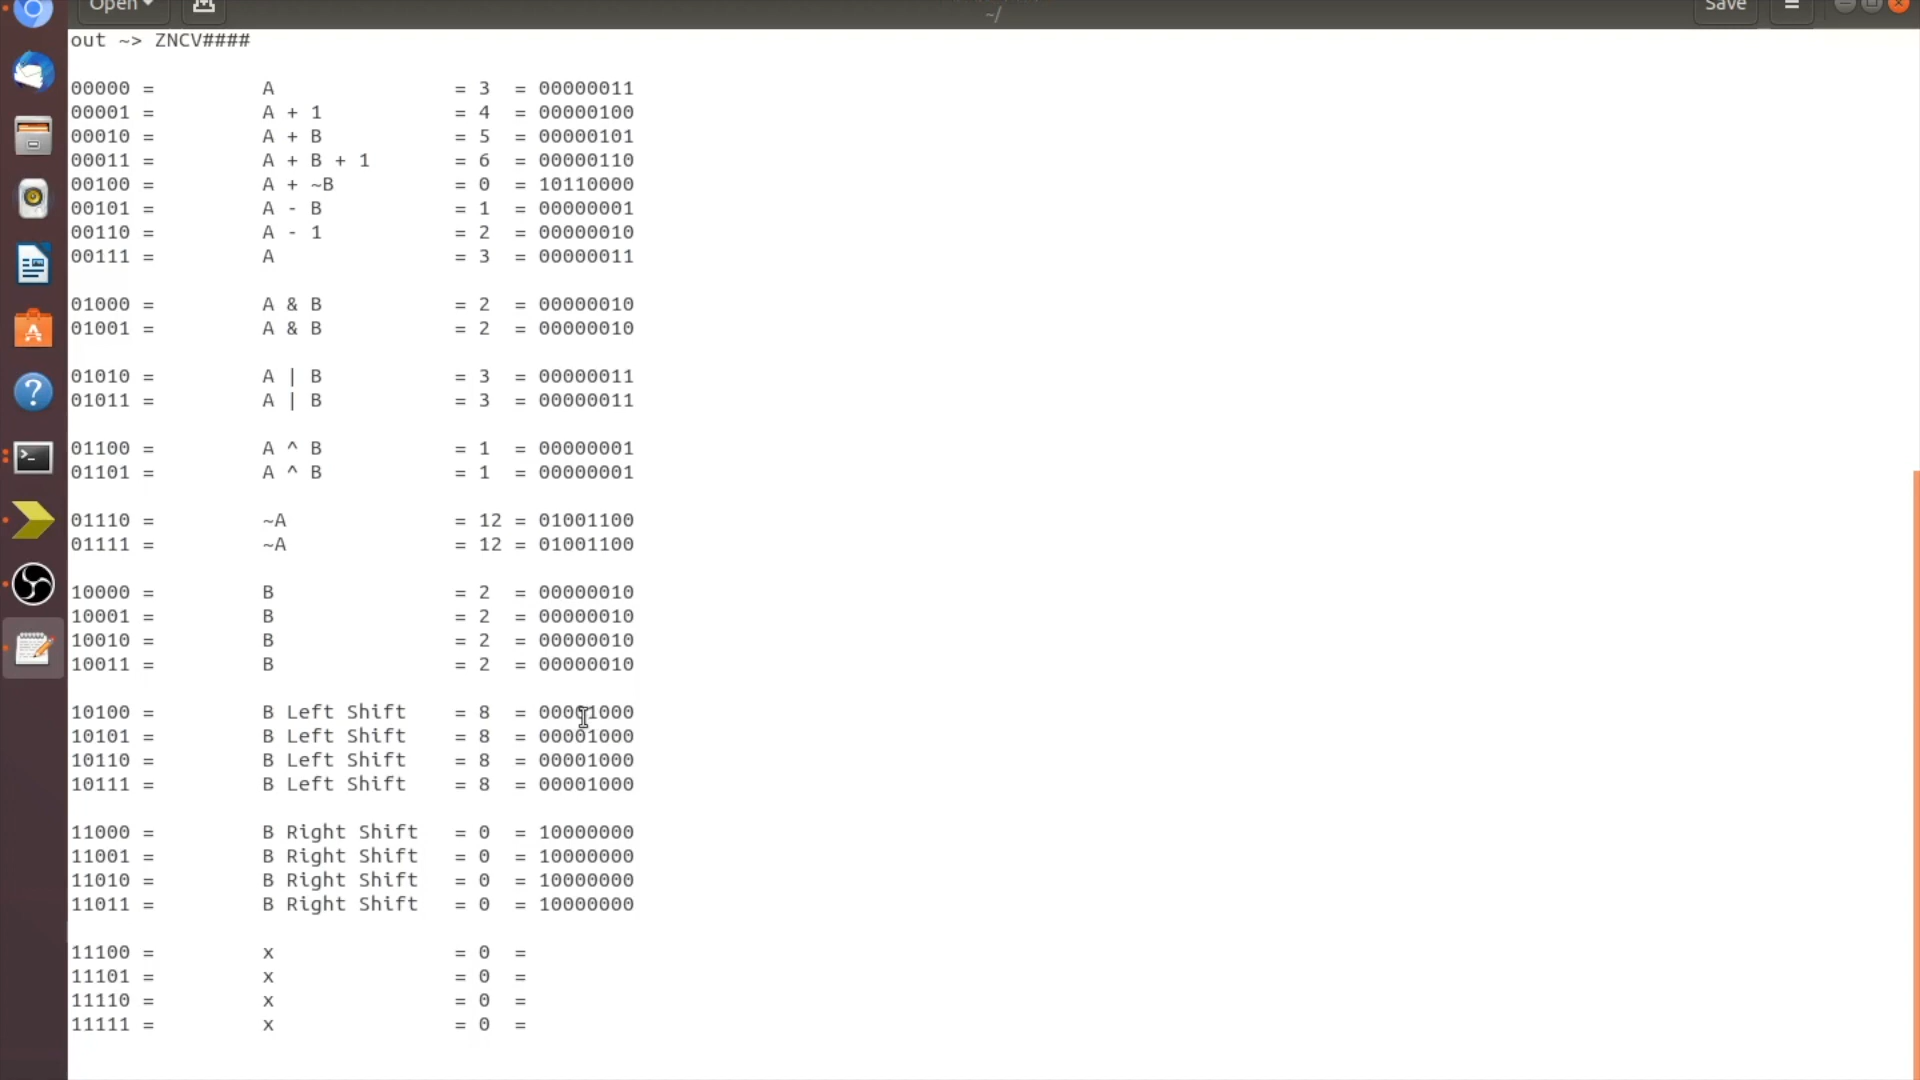 Open
~/
Save
out ~> ZNCV####
00000 = A = 3 = 00000011
00001 = A + 1 = 4 = 00000100
00010 = A + B = 5 = 00000101
00011 = A + B + 1 = 6 = 00000110
00100 = A + ~B = 0 = 10110000
00101 = A - B = 1 = 00000001
00110 = A - 1 = 2 = 00000010
00111 = A = 3 = 00000011
01000 = A & B = 2 = 00000010
01001 = A & B = 2 = 00000010
01010 = A | B = 3 = 00000011
01011 = A | B = 3 = 00000011
01100 = A ^ B = 1 = 00000001
01101 = A ^ B = 1 = 00000001
01110 = ~A = 12 = 01001100
01111 = ~A = 12 = 01001100
10000 = B = 2 = 00000010
10001 = B = 2 = 00000010
10010 = B = 2 = 00000010
10011 = B = 2 = 00000010
10100 = B Left Shift = 8 = 00001000
10101 = B Left Shift = 8 = 00001000
10110 = B Left Shift = 8 = 00001000
10111 = B Left Shift = 8 = 00001000
11000 = B Right Shift = 0 = 10000000
11001 = B Right Shift = 0 = 10000000
11010 = B Right Shift = 0 = 10000000
11011 = B Right Shift = 0 = 10000000
11100 = x = 0 =
11101 = x = 0 =
11110 = x = 0 =
11111 = x = 0 =